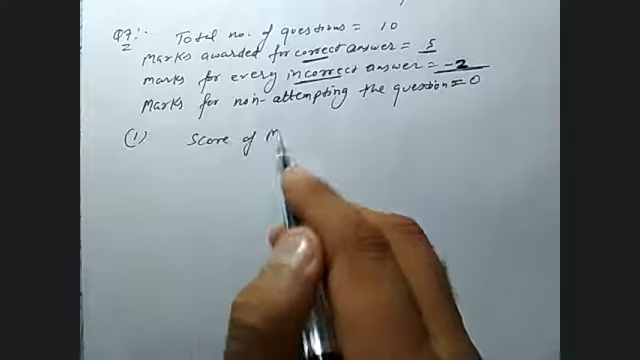 Q7:-  Total no. of questions = 10
Marks awarded for correct answer = 5
Marks for every incorrect answer = -2
Marks for non-attempting the question = 0
(1) Score of M